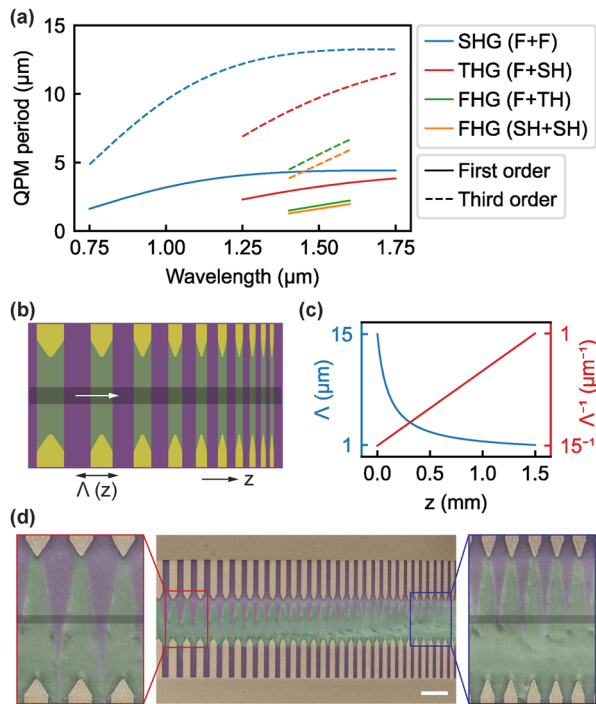 (a)
15
10
5
0
QPM period (μm)
0.75
1.00
1.25
1.50
1.75
Wavelength (μm)
SHG (F+F)
THG (F+SH)
FHG (F+TH)
FHG (SH+SH)
First order
Third order
(b)
Λ (z)
z
(c)
15
1
Λ
(μm)
1
15⁻¹
Λ⁻¹ (μm⁻¹)
0.0
0.5
1.0
1.5
z (mm)
(d)